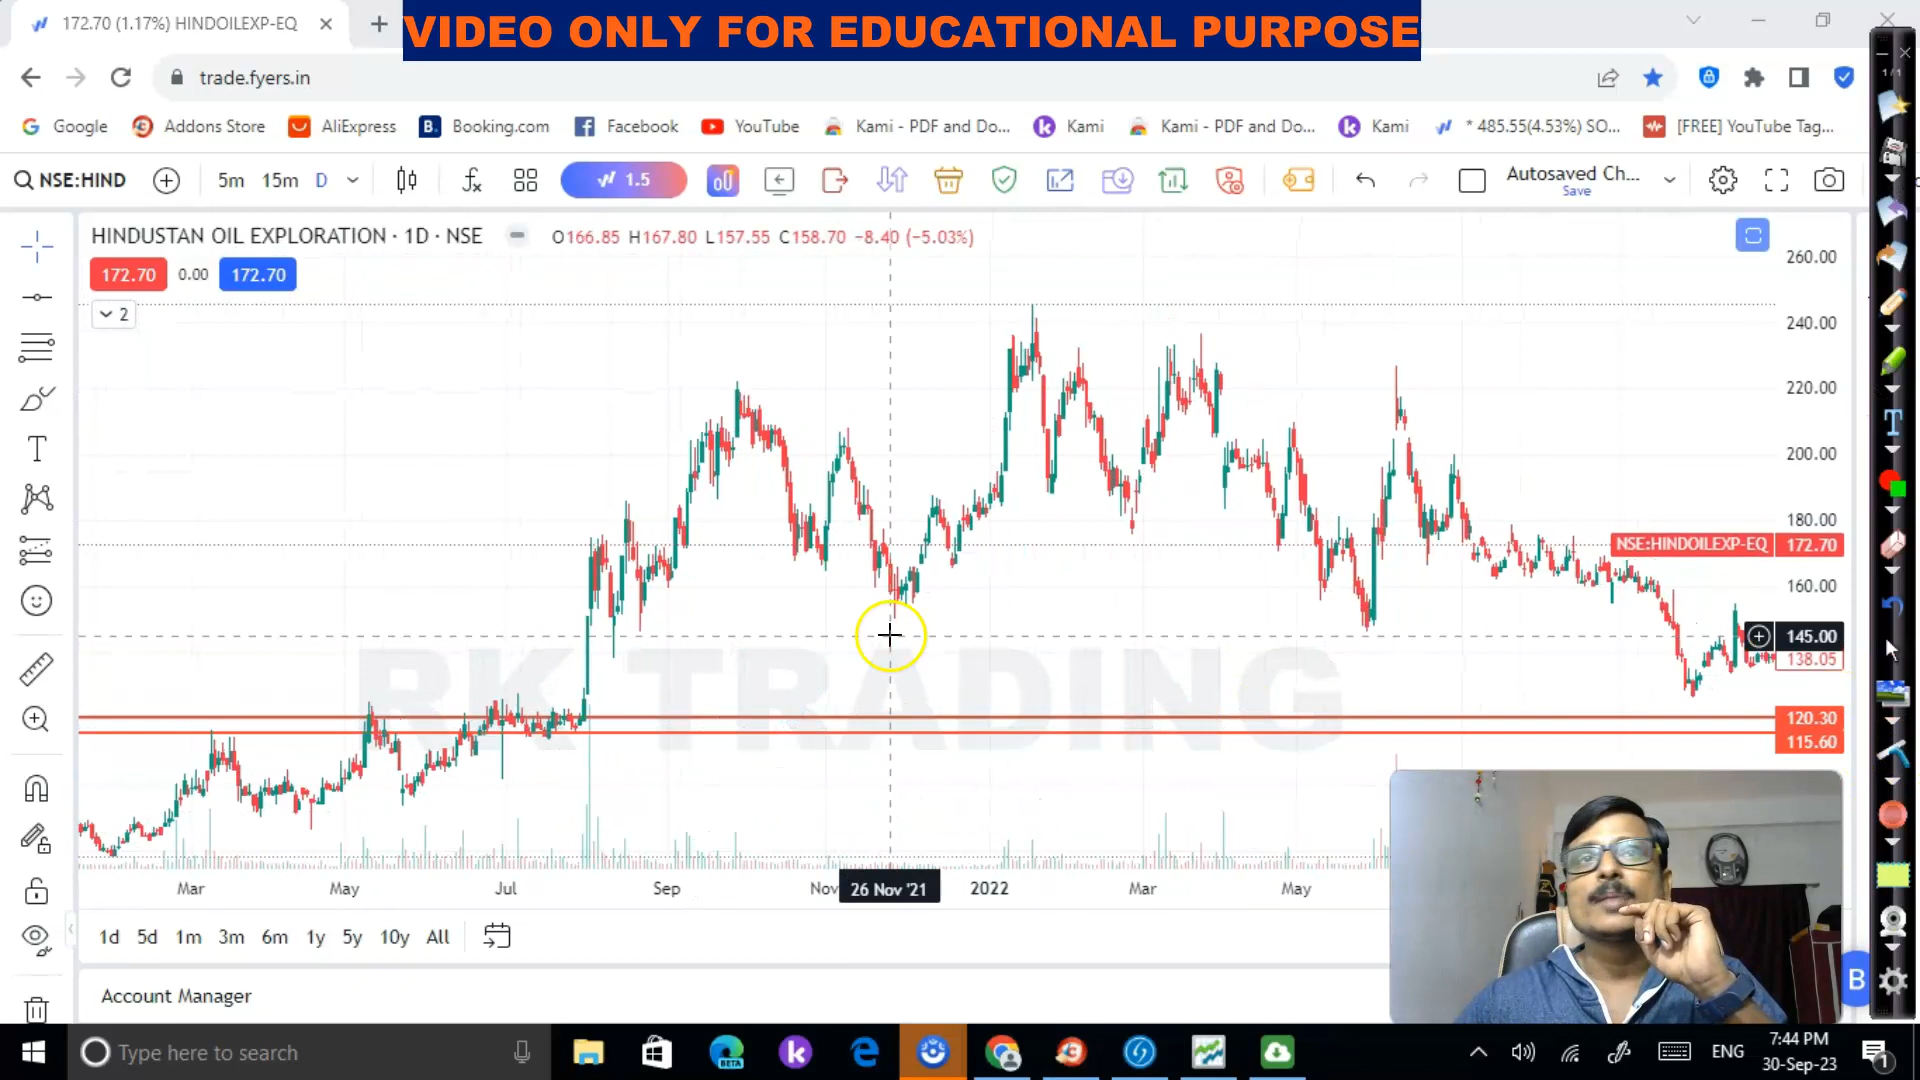 172.70 (1.17%) HINDOILEXP-EQ
VIDEO ONLY FOR EDUCATIONAL PURPOSE
trade.fyers.in
1/1
Google
Addons Store
AliExpress
B. Booking.com
Facebook
YouTube
Kami - PDF and Do...
Kami
Kami - PDF and Do...
Kami
* 485.55(4.53%) SO...
[FREE] YouTube Tag...
NSE:HIND
5m 15m D
1.5
Autosaved Ch...
Save
HINDUSTAN OIL EXPLORATION · 1D · NSE
O166.85 H167.80 L157.55 C158.70 −8.40 (−5.03%)
172.70 0.00 172.70
2
260.00
240.00
220.00
200.00
180.00
NSE:HINDOILEXP-EQ 172.70
160.00
145.00
138.05
120.30
115.60
RK TRADING
Mar May Jul Sep Nov 26 Nov '21 2022 Mar May
1d 5d 1m 3m 6m 1y 5y 10y All
Account Manager
B
Type here to search
BETA
ENG
7:44 PM
30-Sep-23
1